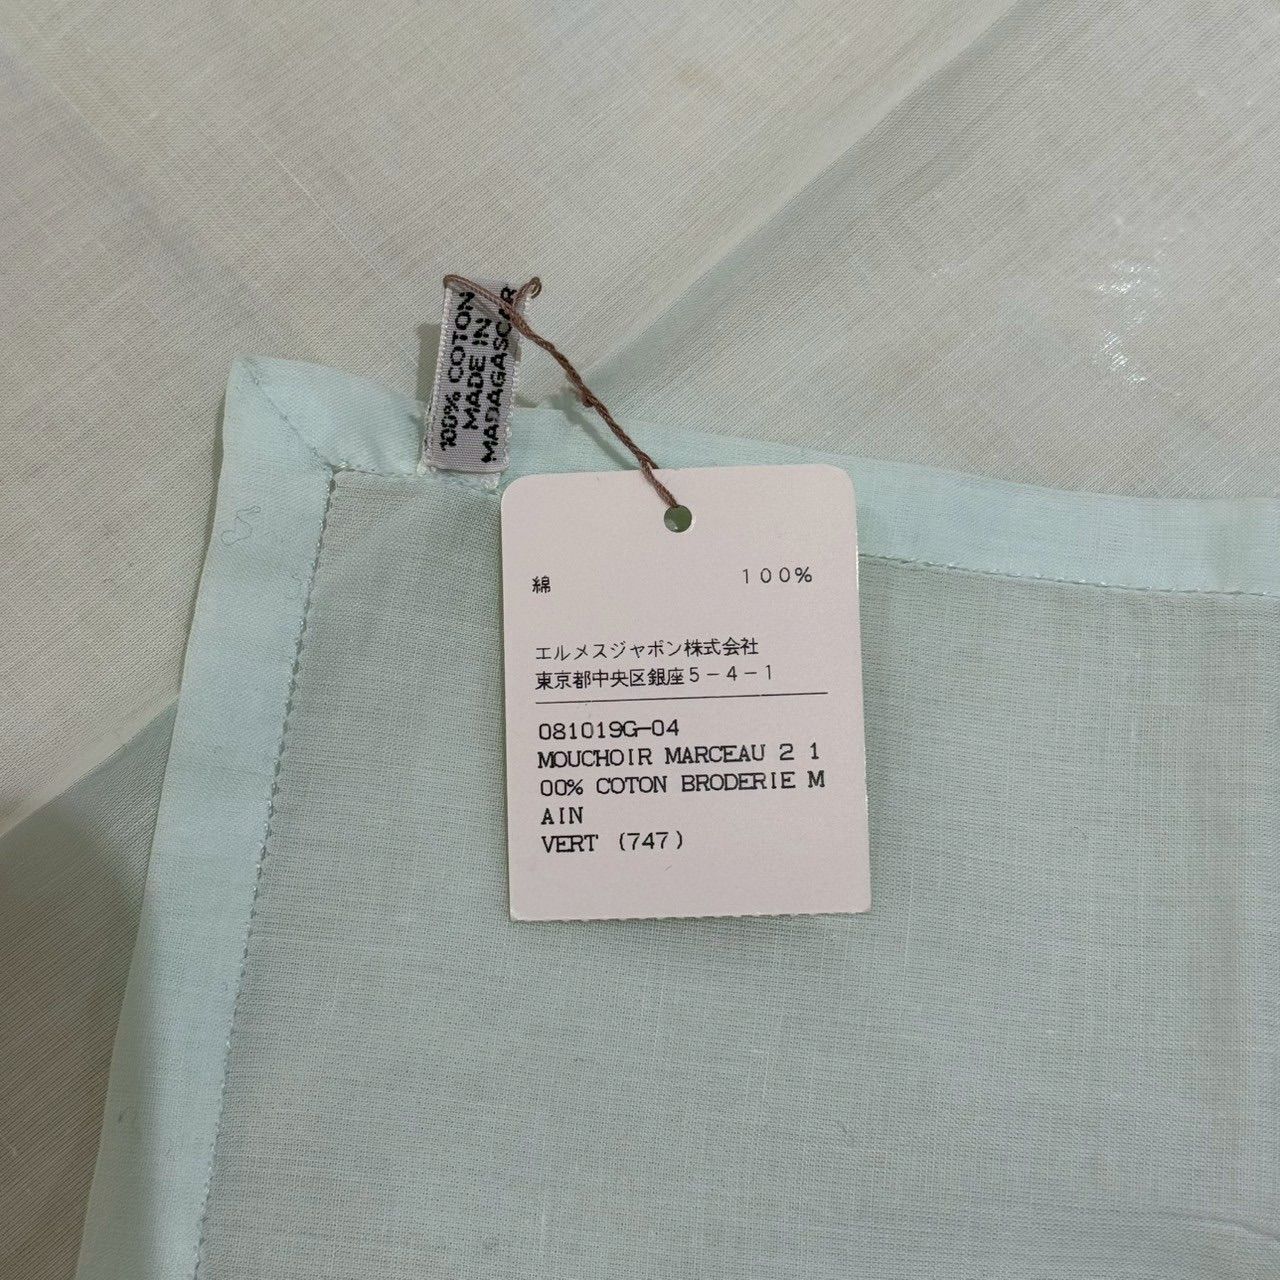 100% COTON
MADE IN
MADAGASCAR
綿 100%
エルメスジャポン株式会社
東京都中央区銀座5-4-1
081019G-04
MOUCHOIR MARCEAU 2 1
00% COTON BRODERIE M
AIN
VERT (747)